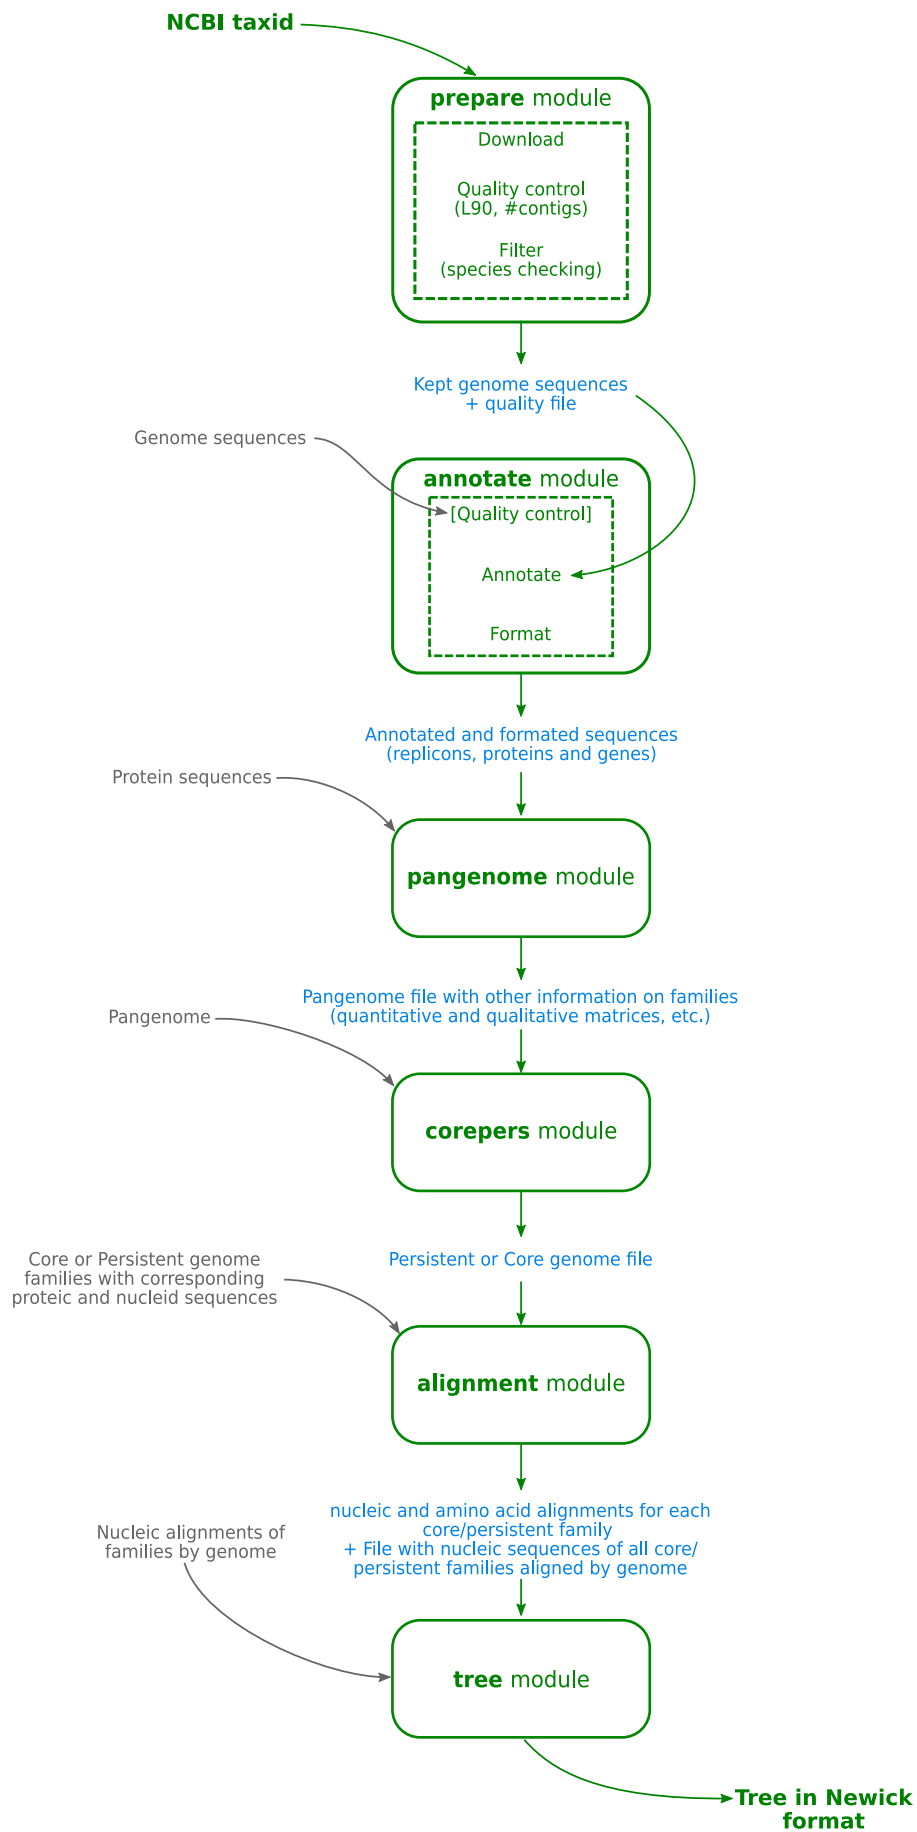 NCBI taxid
prepare module
Download
Quality control
(L90, #contigs)
Filter
(species checking)
Kept genome sequences
+ quality file
Genome sequences
annotate module
[Quality control]
Annotate
Format
Annotated and formated sequences
(replicons, proteins and genes)
Protein sequences
pangenome module
Pangenome file with other information on families
(quantitative and qualitative matrices, etc.)
Pangenome
corepers module
Core or Persistent genome
families with corresponding
proteic and nucleid sequences
Persistent or Core genome file
alignment module
nucleic and amino acid alignments for each
core/persistent family
+ File with nucleic sequences of all core/
persistent families aligned by genome
Nucleic alignments of
families by genome
tree module
Tree in Newick
format